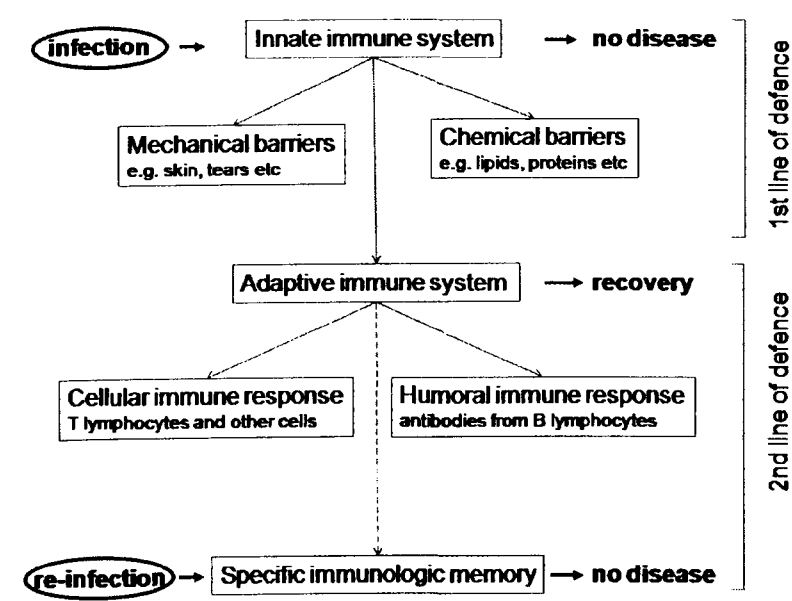 infection
Innate immune system
no disease
Mechanical barriers
e.g. skin, tears etc
Chemical barriers
e.g. lipids, proteins etc
1st line of defence
Adaptive immune system
recovery
Cellular immune response
T lymphocytes and other cells
Humoral immune response
antibodies from B lymphocytes
2nd line of defence
re-infection
Specific immunologic memory
no disease